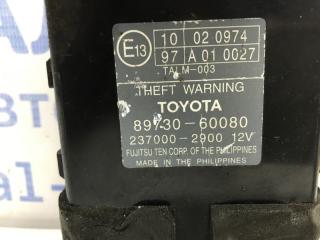 E13 10 02 0974
97 A 01 0027
TALM-003
THEFT WARNING
TOYOTA
89730-60080
237000-2900 12V
FUJITSU TEN CORP. OF THE PHILIPPINES
MADE IN THE PHILIPPINES